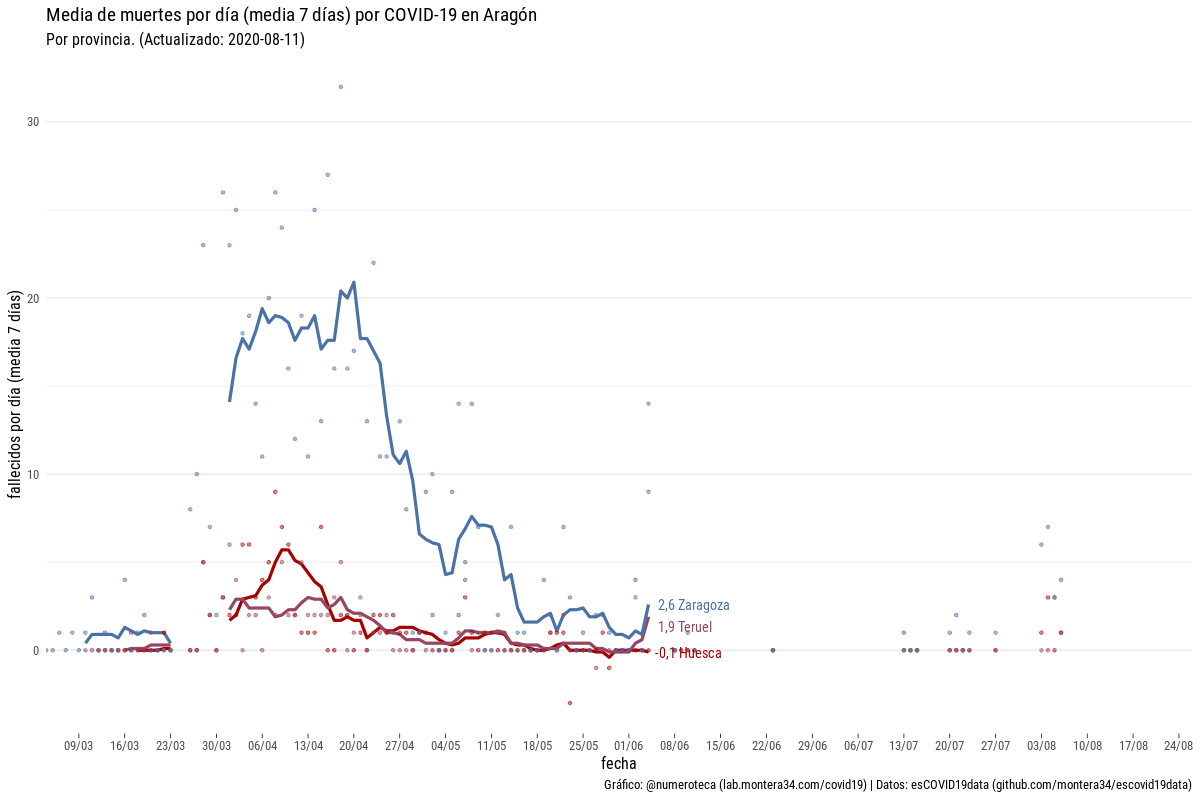 Media de muertes por día (media 7 días) por COVID-19 en Aragón
Por provincia. (Actualizado: 2020-08-11)
fallecidos por día (media 7 días)
30
20
10
0
2,6 Zaragoza
1,9 Teruel
-0,1 Huesca
09/03 16/03 23/03 30/03 06/04 13/04 20/04 27/04 04/05 11/05 18/05 25/05 01/06 08/06 15/06 22/06 29/06 06/07 13/07 20/07 27/07 03/08 10/08 17/08 24/08
fecha
Gráfico: @numeroteca (lab.montera34.com/covid19) | Datos: esCOVID19data (github.com/montera34/escovid19data)